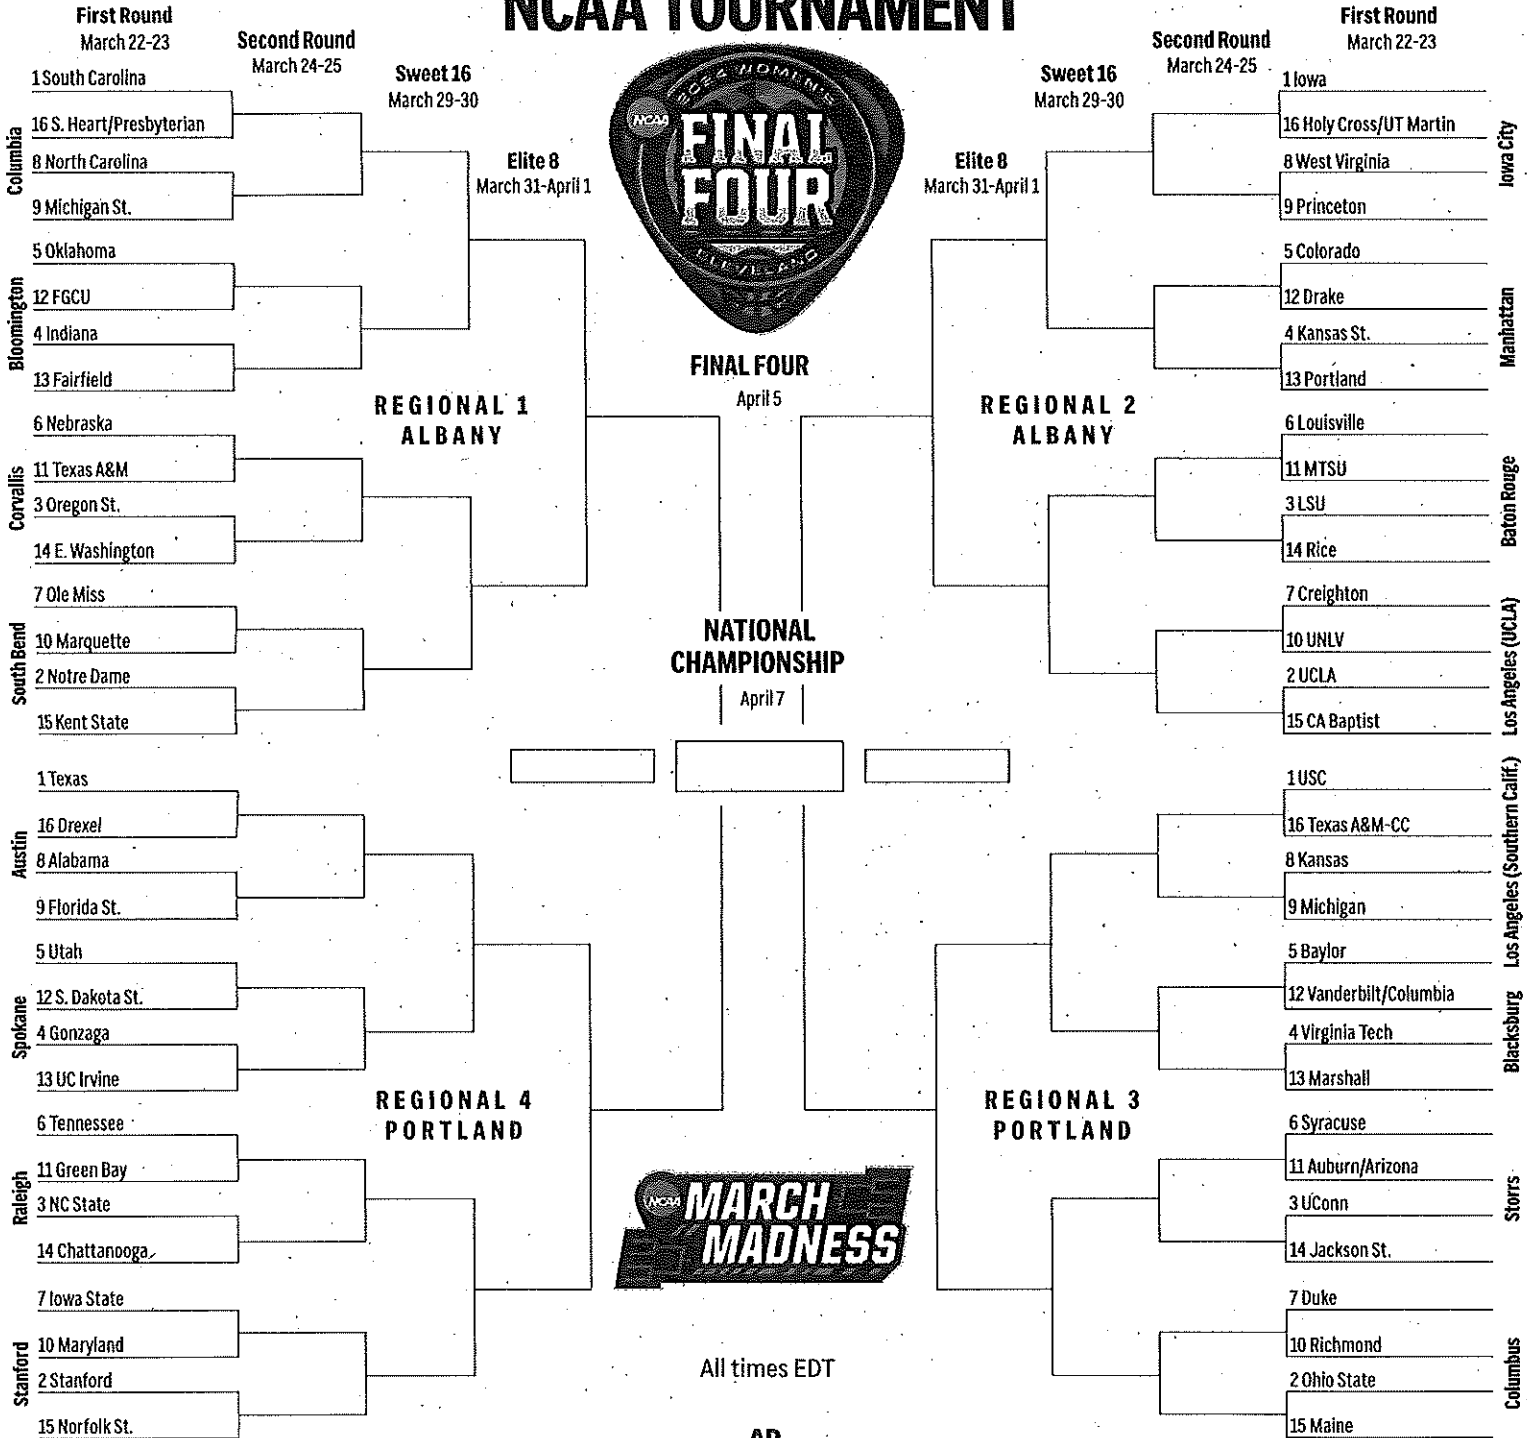 NCAA TOURNAMENT
First Round
March 22-23
Second Round
March 24-25
Sweet 16
March 29-30
Elite 8
March 31-April 1
Columbia
1 South Carolina
16 S. Heart/Presbyterian
8 North Carolina
9 Michigan St.
Bloomington
5 Oklahoma
12 FGCU
4 Indiana
13 Fairfield
Corvallis
6 Nebraska
11 Texas A&M
3 Oregon St.
14 E. Washington
South Bend
7 Ole Miss
10 Marquette
2 Notre Dame
15 Kent State
REGIONAL 1
ALBANY
Austin
1 Texas
16 Drexel
8 Alabama
9 Florida St.
Spokane
5 Utah
12 S. Dakota St.
4 Gonzaga
13 UC Irvine
Raleigh
6 Tennessee
11 Green Bay
3 NC State
14 Chattanooga
Stanford
7 Iowa State
10 Maryland
2 Stanford
15 Norfolk St.
REGIONAL 4
PORTLAND
2024 WOMEN'S
NCAA
FINAL
FOUR
CLEVELAND
FINAL FOUR
April 5
NATIONAL
CHAMPIONSHIP
April 7
NCAA
MARCH
MADNESS
All times EDT
AP
First Round
March 22-23
Second Round
March 24-25
Sweet 16
March 29-30
Elite 8
March 31-April 1
1 Iowa
16 Holy Cross/UT Martin
8 West Virginia
9 Princeton
Iowa City
5 Colorado
12 Drake
4 Kansas St.
13 Portland
Manhattan
6 Louisville
11 MTSU
3 LSU
14 Rice
Baton Rouge
7 Creighton
10 UNLV
2 UCLA
15 CA Baptist
Los Angeles (UCLA)
REGIONAL 2
ALBANY
1 USC
16 Texas A&M-CC
8 Kansas
9 Michigan
Los Angeles (Southern Calif.)
5 Baylor
12 Vanderbilt/Columbia
4 Virginia Tech
13 Marshall
Blacksburg
6 Syracuse
11 Auburn/Arizona
3 UConn
14 Jackson St.
Storrs
7 Duke
10 Richmond
2 Ohio State
15 Maine
Columbus
REGIONAL 3
PORTLAND